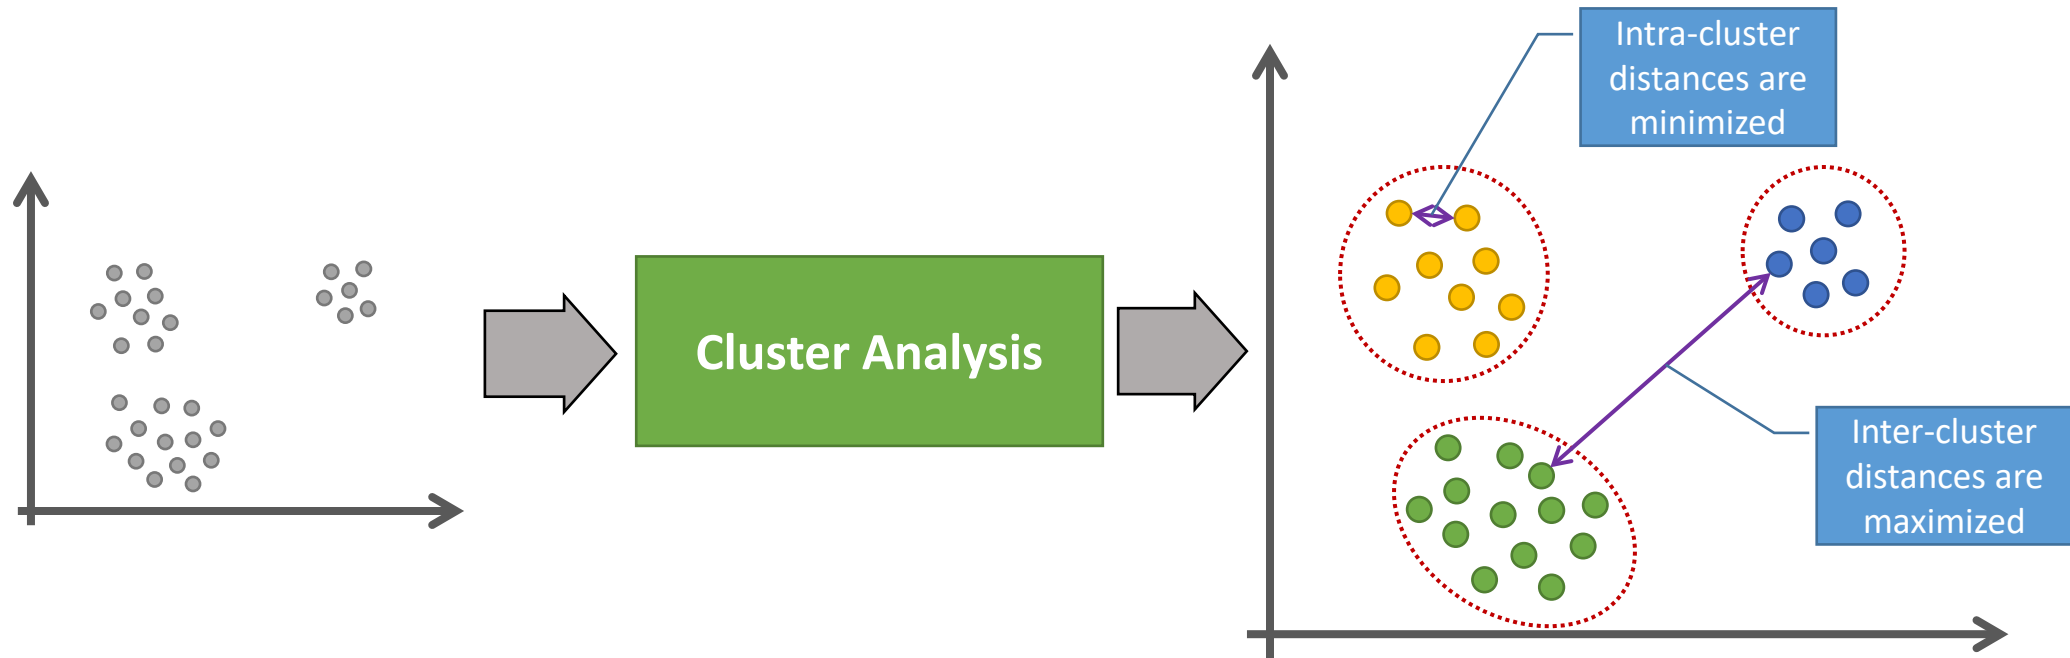 Intra-cluster
distances are
minimized
Cluster Analysis
Inter-cluster
distances are
maximized